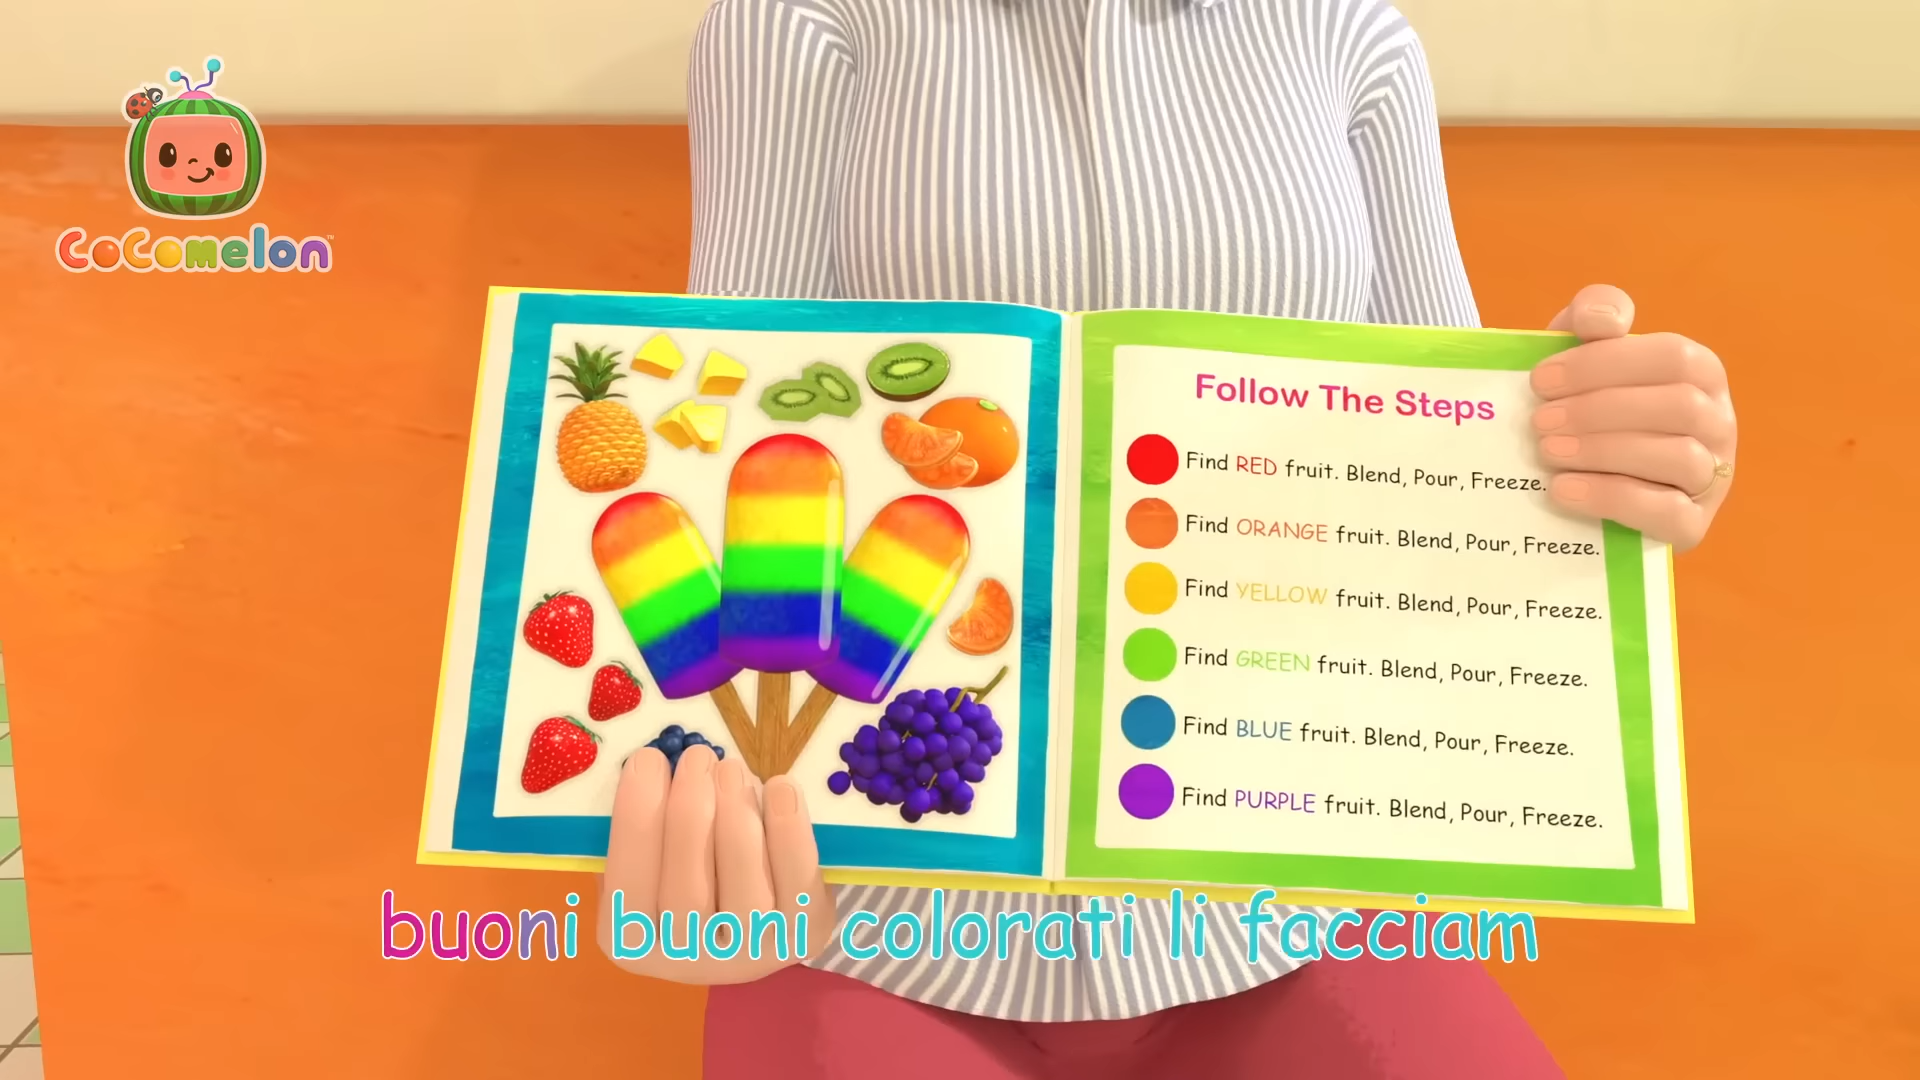 CoComelon™
Follow The Steps
Find RED fruit. Blend, Pour, Freeze.
Find ORANGE fruit. Blend, Pour, Freeze.
Find YELLOW fruit. Blend, Pour, Freeze.
Find GREEN fruit. Blend, Pour, Freeze.
Find BLUE fruit. Blend, Pour, Freeze.
Find PURPLE fruit. Blend, Pour, Freeze.
buoni buoni colorati li facciam